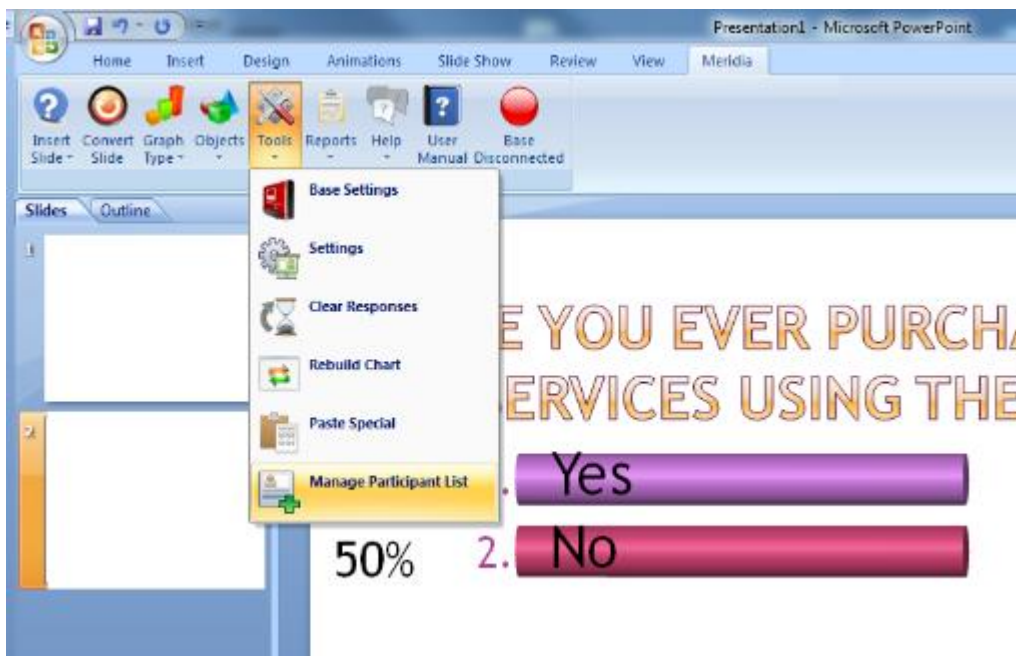 Presentation1 - Microsoft PowerPoint
Home Insert Design Animations Slide Show Review View Meridia
Insert Slide
Convert Slide
Graph Type
Objects
Tools
Reports
Help
User Manual
Base Disconnected
Base Settings
Settings
Clear Responses
Rebuild Chart
Paste Special
Manage Participant List
Slides Outline
1
2
E YOU EVER PURCHA
ERVICES USING THE
. Yes
50% 2. No